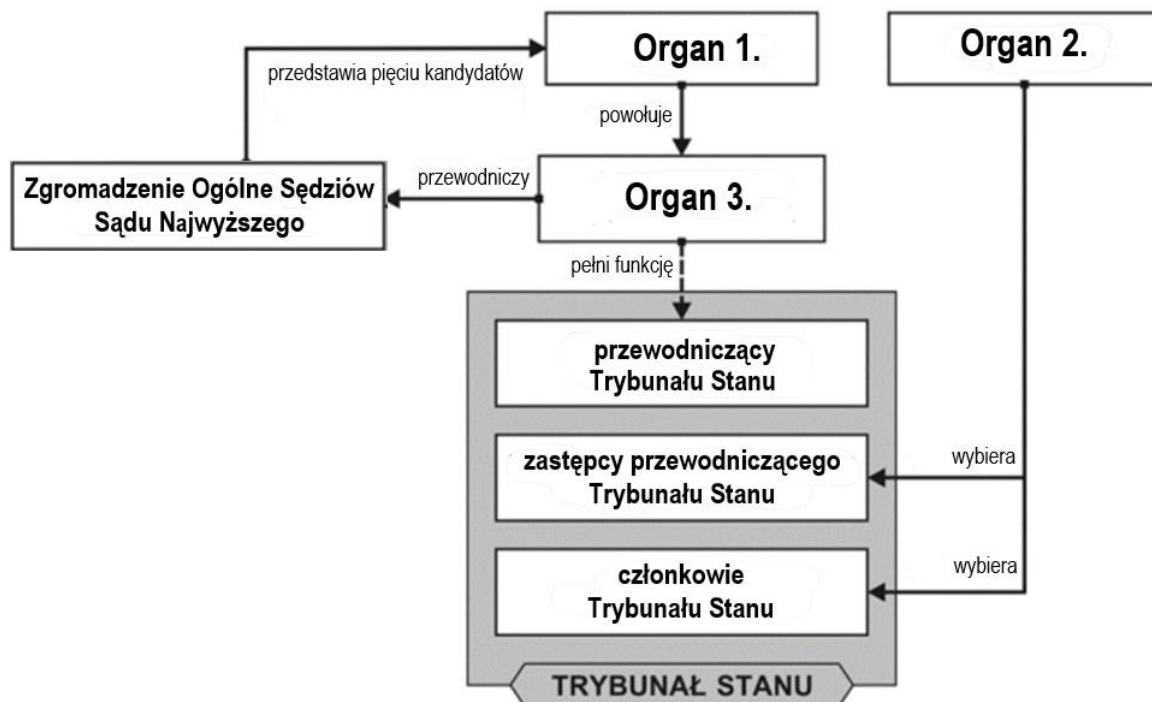 Organ 1.
Organ 2.
przedstawia pięciu kandydatów
powołuje
Zgromadzenie Ogólne Sędziów
Sądu Najwyższego
przewodniczy
Organ 3.
pełni funkcję
przewodniczący
Trybunału Stanu
zastępcy przewodniczącego
Trybunału Stanu
wybiera
członkowie
Trybunału Stanu
wybiera
TRYBUNAŁ STANU